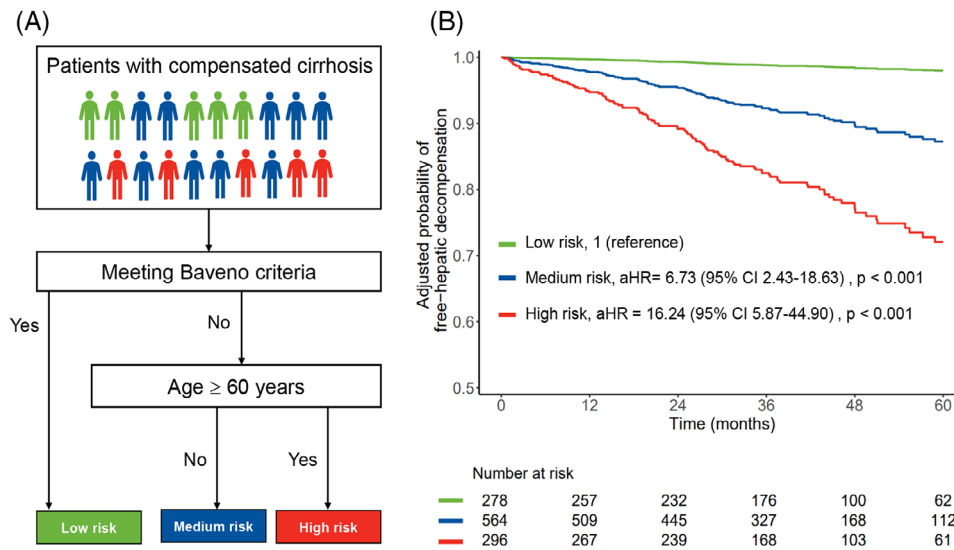 (A)
Patients with compensated cirrhosis
Meeting Baveno criteria
Yes
No
Age ≥ 60 years
No
Yes
Low risk
Medium risk
High risk
(B)
Adjusted probability of
free-hepatic decompensation
1.0
0.9
0.8
0.7
0.6
0.5
Low risk, 1 (reference)
Medium risk, aHR= 6.73 (95% CI 2.43-18.63) , p < 0.001
High risk, aHR = 16.24 (95% CI 5.87-44.90) , p < 0.001
0 12 24 36 48 60
Time (months)
Number at risk
278 257 232 176 100 62
564 509 445 327 168 112
296 267 239 168 103 61